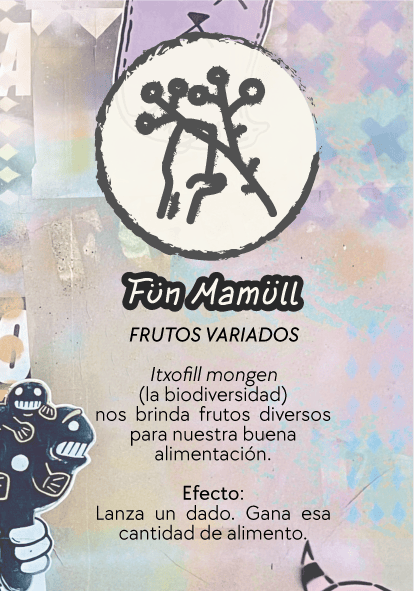 Fün Mamüll
FRUTOS VARIADOS
Itxofill mongen
(la biodiversidad)
nos brinda frutos diversos
para nuestra buena
alimentación.
Efecto:
Lanza un dado. Gana esa
cantidad de alimento.